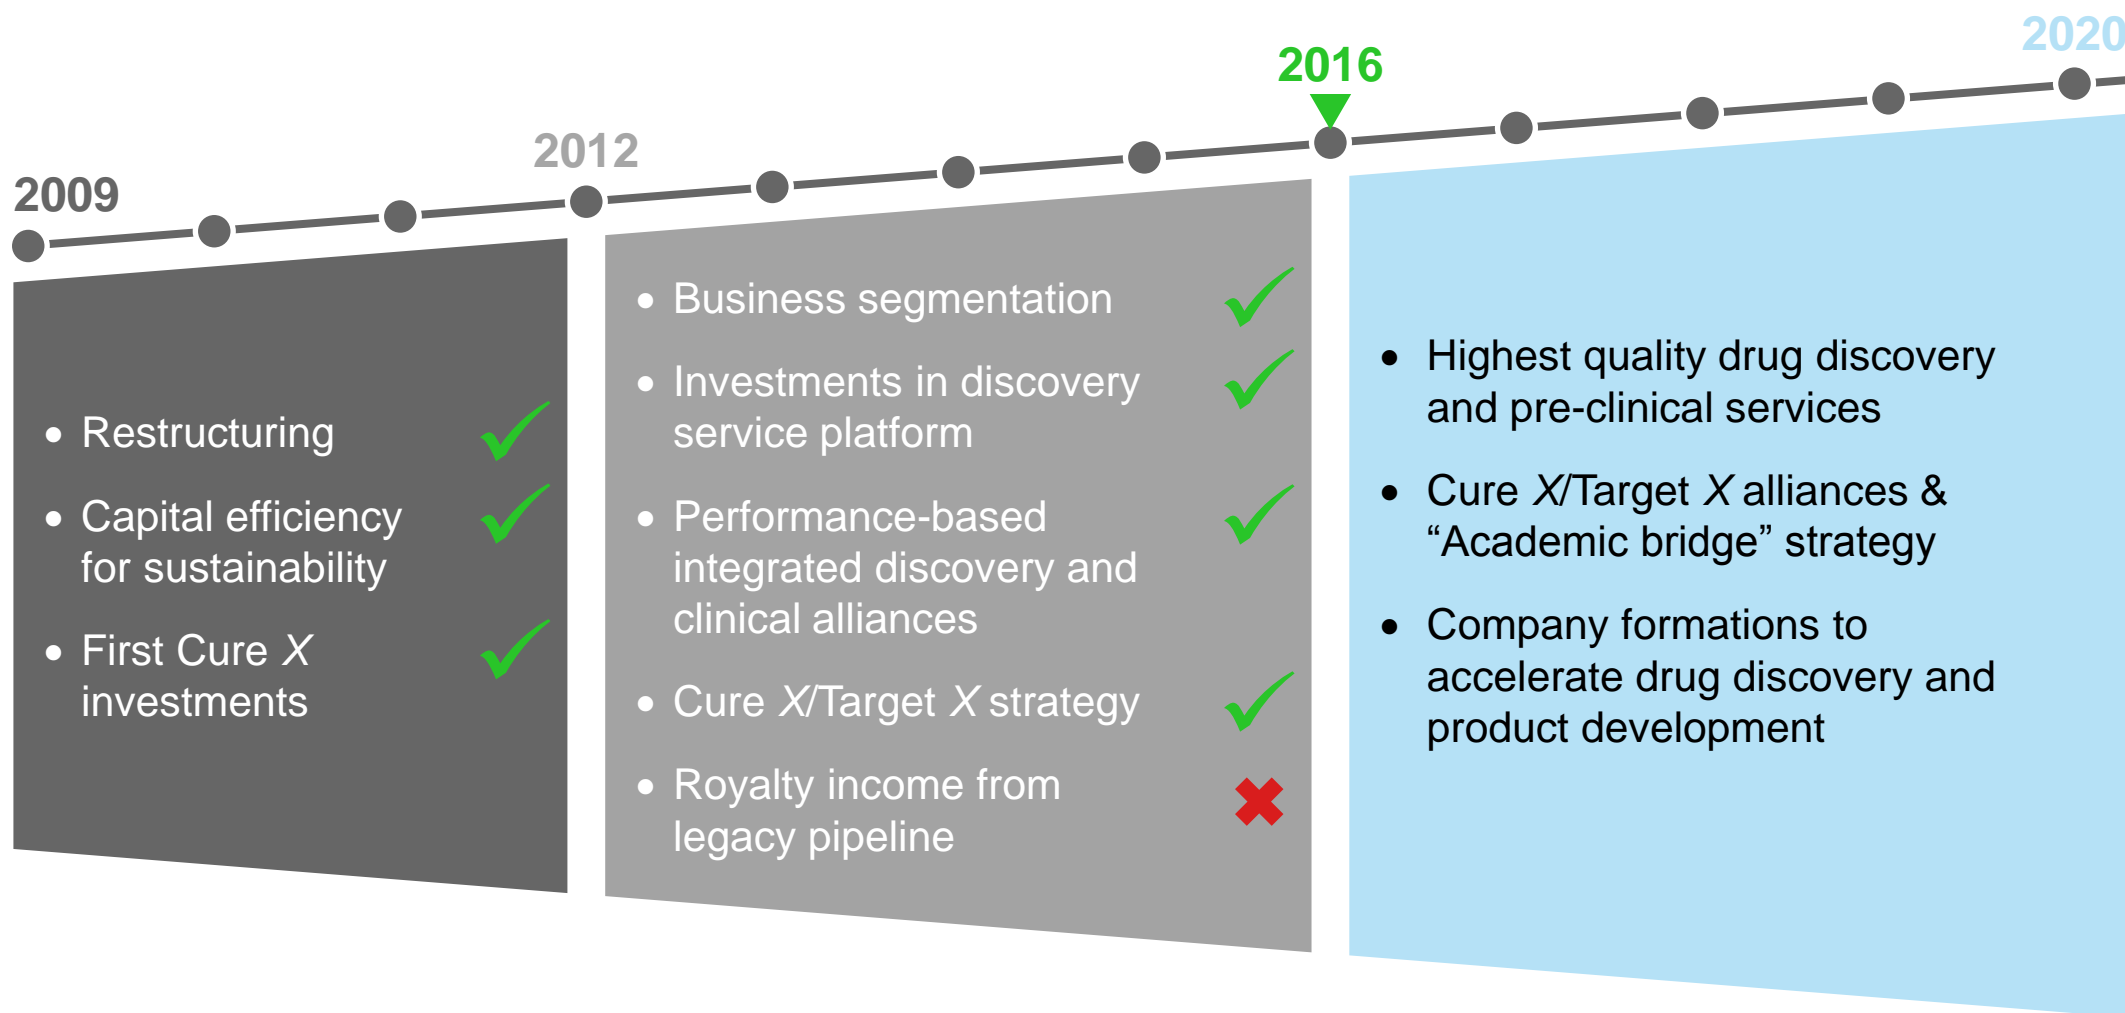 2009
2012
2016
2020
• Restructuring
• Capital efficiency
for sustainability
• First Cure X
investments
• Business segmentation
• Investments in discovery
service platform
• Performance-based
integrated discovery and
clinical alliances
• Cure X/Target X strategy
• Royalty income from
legacy pipeline
• Highest quality drug discovery
and pre-clinical services
• Cure X/Target X alliances &
“Academic bridge” strategy
• Company formations to
accelerate drug discovery and
product development